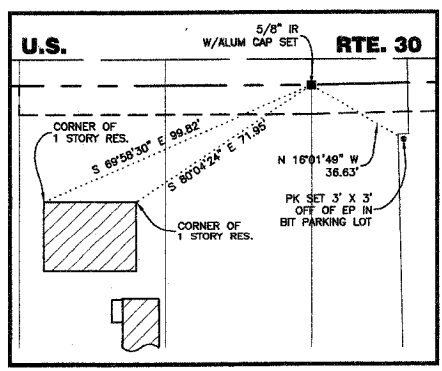 5/8" IR
W/ALUM CAP SET
U.S.
RTE. 30
CORNER OF
1 STORY RES.
S 69°58'30" E 99.82'
S 80°04'24" E 71.95'
N 16°01'49" W
36.63'
PK SET 3' X 3'
OFF OF EP IN
BIT PARKING LOT
CORNER OF
1 STORY RES.